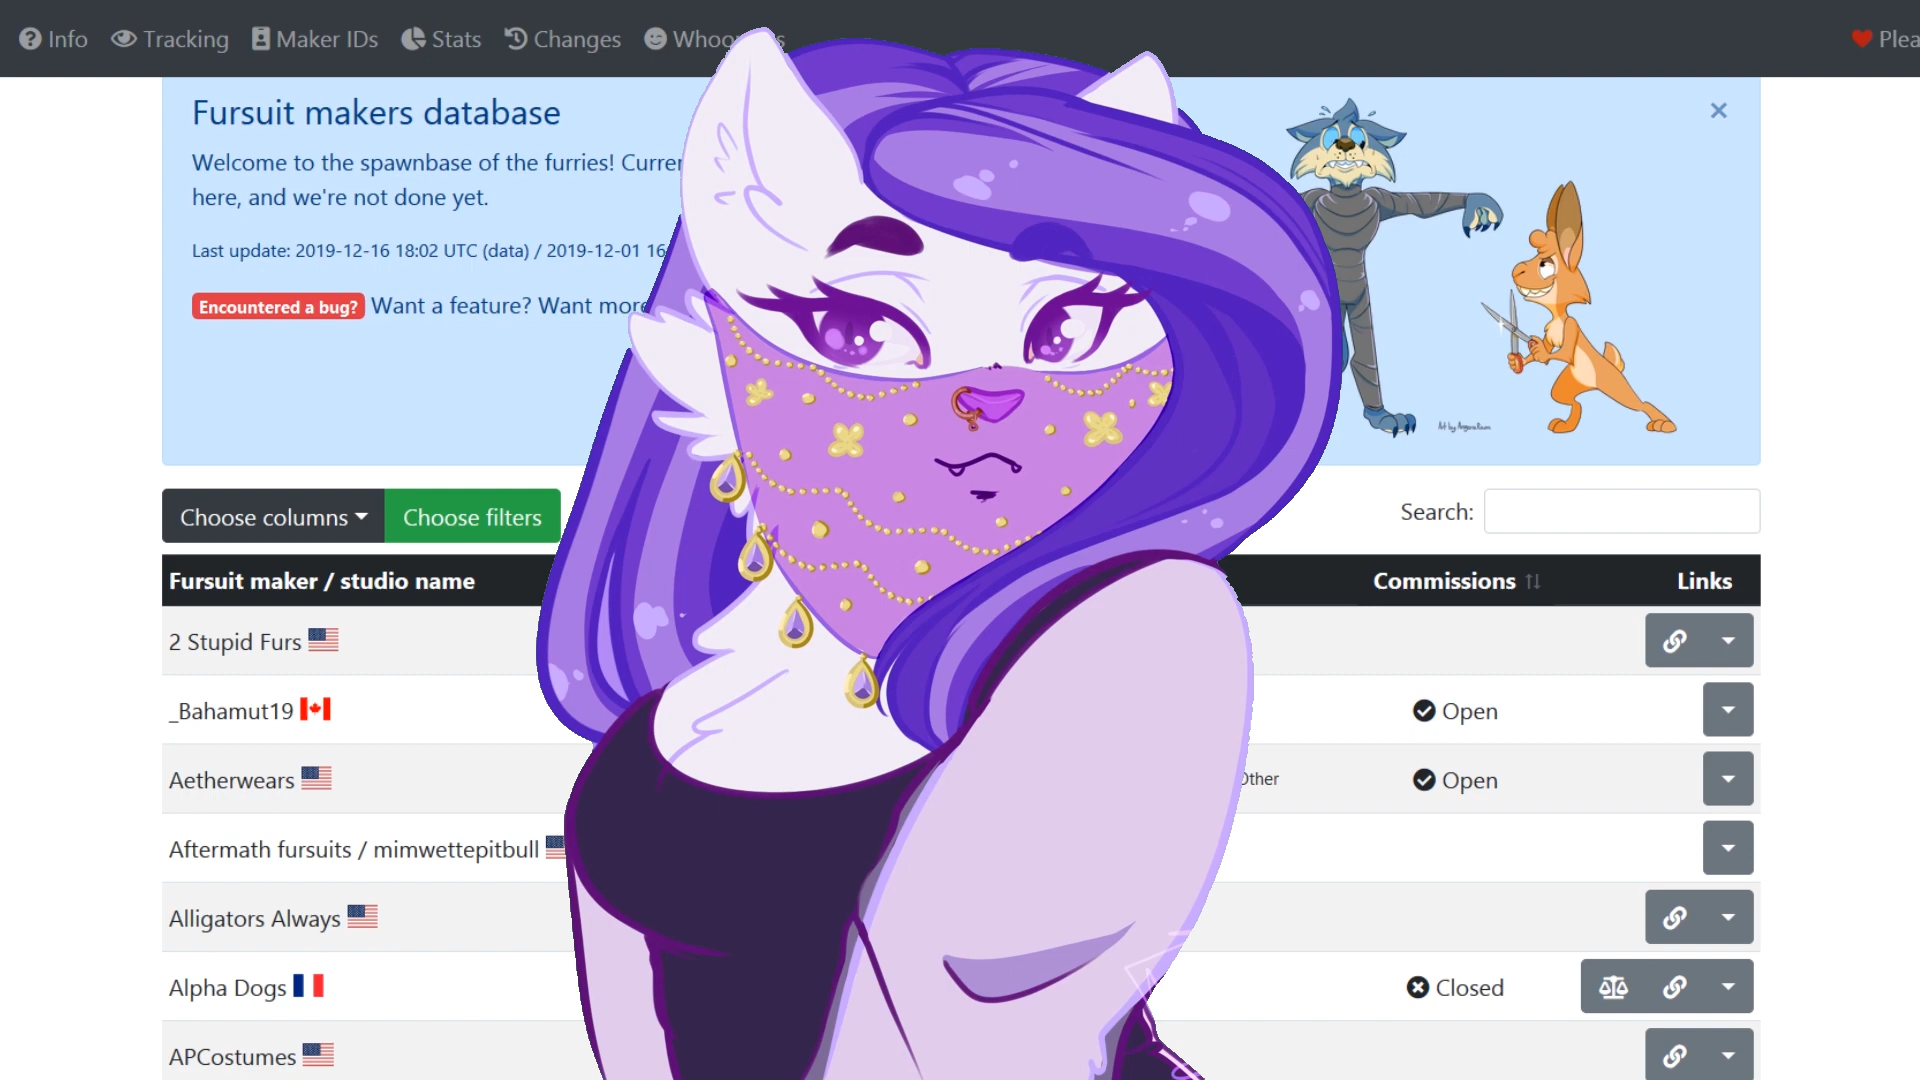 Info Tracking Maker IDs Stats Changes
Fursuit makers database
Welcome to the spawnbase of the furries!
here, and we're not done yet.
Last update: 2019-12-16 18:02 UTC (data) / 2019-12-01
Encountered a bug? Want a feature? Want more
Choose columns Choose filters Search:
Fursuit maker / studio name Commissions Links
2 Stupid Furs
_Bahamut19 Open
Aetherwears Other Open
Aftermath fursuits / mimwettepitbull
Alligators Always
Alpha Dogs Closed
APCostumes